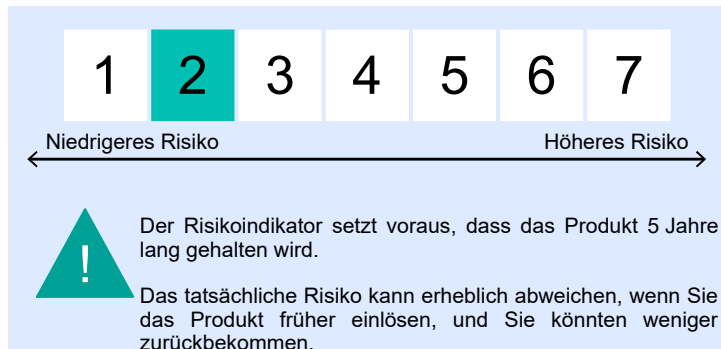 1 2 3 4 5 6 7
Niedrigeres Risiko Höheres Risiko
Der Risikoindikator setzt voraus, dass das Produkt 5 Jahre
lang gehalten wird.
!
Das tatsächliche Risiko kann erheblich abweichen, wenn Sie
das Produkt früher einlösen, und Sie könnten weniger
zurückbekommen.